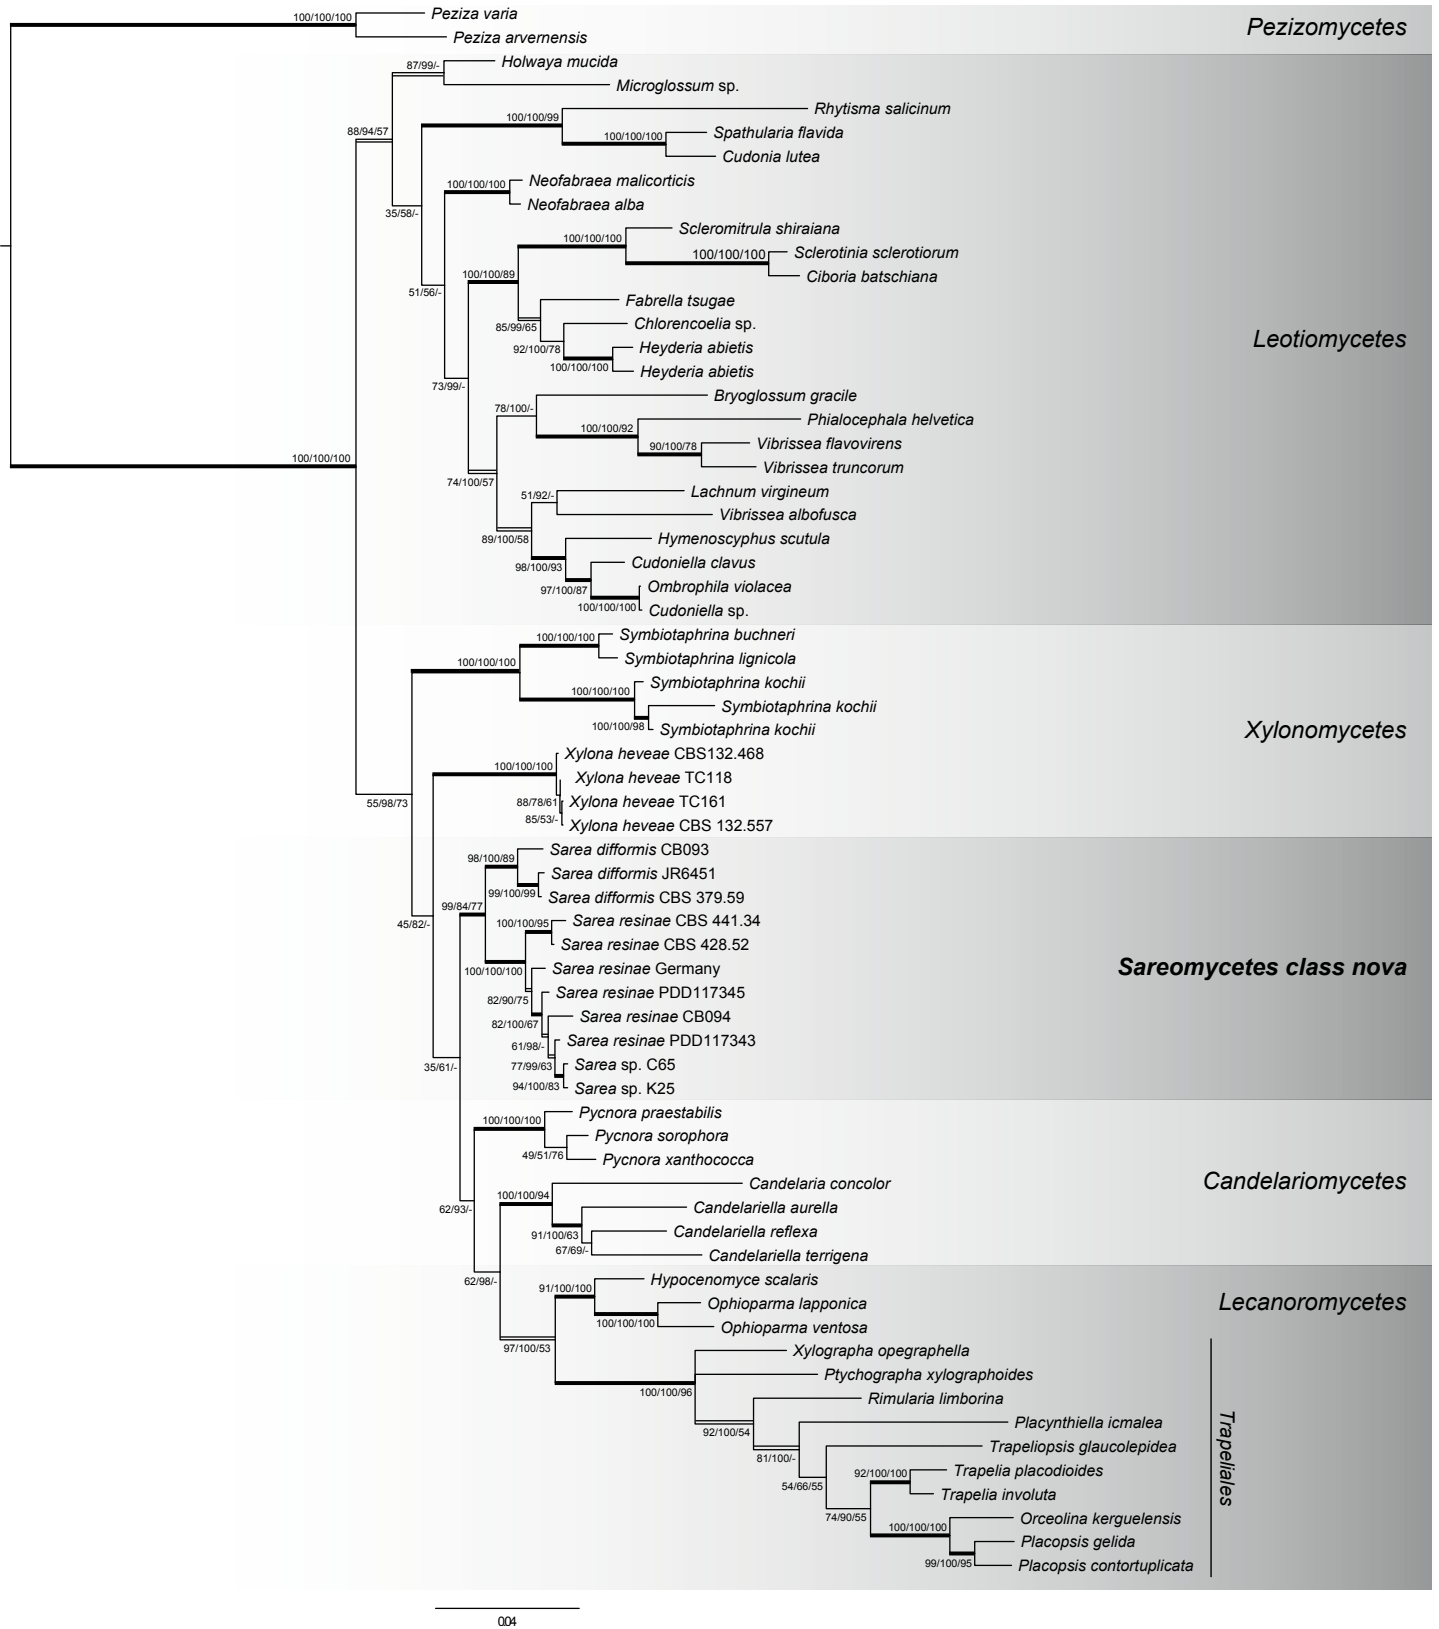 100/100/100
Peziza varia
Peziza arvernensis
Pezizomycetes
87/99/-
Holwaya mucida
Microglossum sp.
88/94/57
100/100/99
Rhytisma salicinum
100/100/100
Spathularia flavida
Cudonia lutea
35/58/-
100/100/100
Neofabraea malicorticis
Neofabraea alba
51/56/-
100/100/100
Scleromitrula shiraiana
100/100/100
Sclerotinia sclerotiorum
Ciboria batschiana
100/100/89
Fabrella tsugae
85/99/65
Chlorencoelia sp.
92/100/78
Heyderia abietis
100/100/100
Heyderia abietis
Leotiomycetes
73/99/-
78/100/-
Bryoglossum gracile
Phialocephala helvetica
100/100/92
90/100/78
Vibrissea flavovirens
Vibrissea truncorum
100/100/100
74/100/57
51/92/-
Lachnum virgineum
Vibrissea albofusca
89/100/58
Hymenoscyphus scutula
98/100/93
Cudoniella clavus
97/100/87
Ombrophila violacea
100/100/100
Cudoniella sp.
100/100/100
Symbiotaphrina buchneri
100/100/100
Symbiotaphrina lignicola
100/100/100
Symbiotaphrina kochii
Symbiotaphrina kochii
100/100/98
Symbiotaphrina kochii
Xylonomycetes
Xylona heveae CBS132.468
100/100/100
Xylona heveae TC118
88/78/61
Xylona heveae TC161
55/98/73
85/53/-
Xylona heveae CBS 132.557
Sarea difformis CB093
98/100/89
Sarea difformis JR6451
99/100/99
Sarea difformis CBS 379.59
99/84/77
45/82/-
Sarea resinae CBS 441.34
100/100/95
Sarea resinae CBS 428.52
100/100/100
Sarea resinae Germany
Sareomycetes class nova
82/90/75
Sarea resinae PDD117345
82/100/67
Sarea resinae CB094
61/98/-
Sarea resinae PDD117343
35/61/-
77/99/63
Sarea sp. C65
94/100/83
Sarea sp. K25
Pycnora praestabilis
100/100/100
Pycnora sorophora
49/51/76
Pycnora xanthococca
Candelariomycetes
Candelaria concolor
100/100/94
62/93/-
Candelariella aurella
91/100/63
Candelariella reflexa
67/69/-
Candelariella terrigena
62/98/-
Hypocenomyce scalaris
91/100/100
Ophioparma lapponica
100/100/100
Ophioparma ventosa
Lecanoromycetes
97/100/53
Xylographa opegraphella
Ptychographa xylographoides
100/100/96
Rimularia limborina
92/100/54
Placynthiella icmalea
81/100/-
Trapeliopsis glaucolepidea
54/66/55
92/100/100
Trapelia placodioides
Trapelia involuta
74/90/55
Orceolina kerguelensis
100/100/100
Placopsis gelida
99/100/95
Placopsis contortuplicata
Trapeliales
0.04